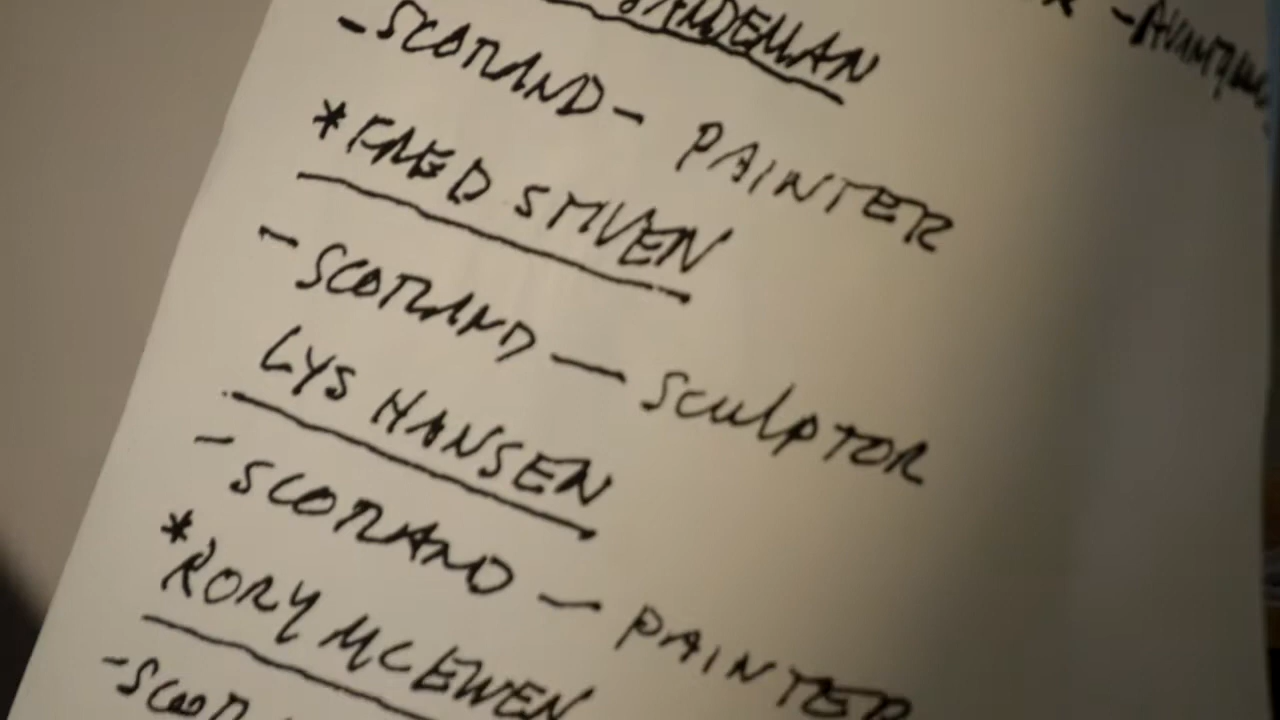 -SCOTLAND- PAINTER
*FRED STIVEN
-SCOTLAND — SCULPTOR
LYS HANSEN
-SCOTLAND — PAINTER
*RORY MCEWEN